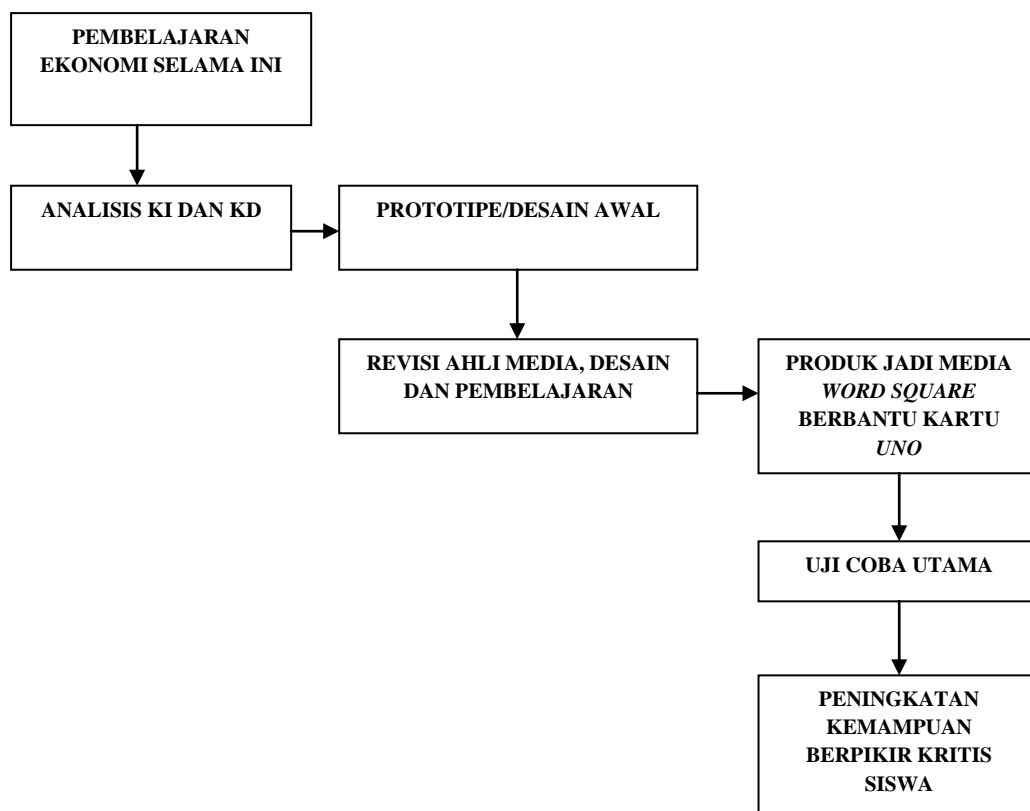 PEMBELAJARAN
EKONOMI SELAMA INI
ANALISIS KI DAN KD
PROTOTIPE/DESAIN AWAL
REVISI AHLI MEDIA, DESAIN
DAN PEMBELAJARAN
PRODUK JADI MEDIA
WORD SQUARE
BERBANTU KARTU
UNO
UJI COBA UTAMA
PENINGKATAN
KEMAMPUAN
BERPIKIR KRITIS
SISWA